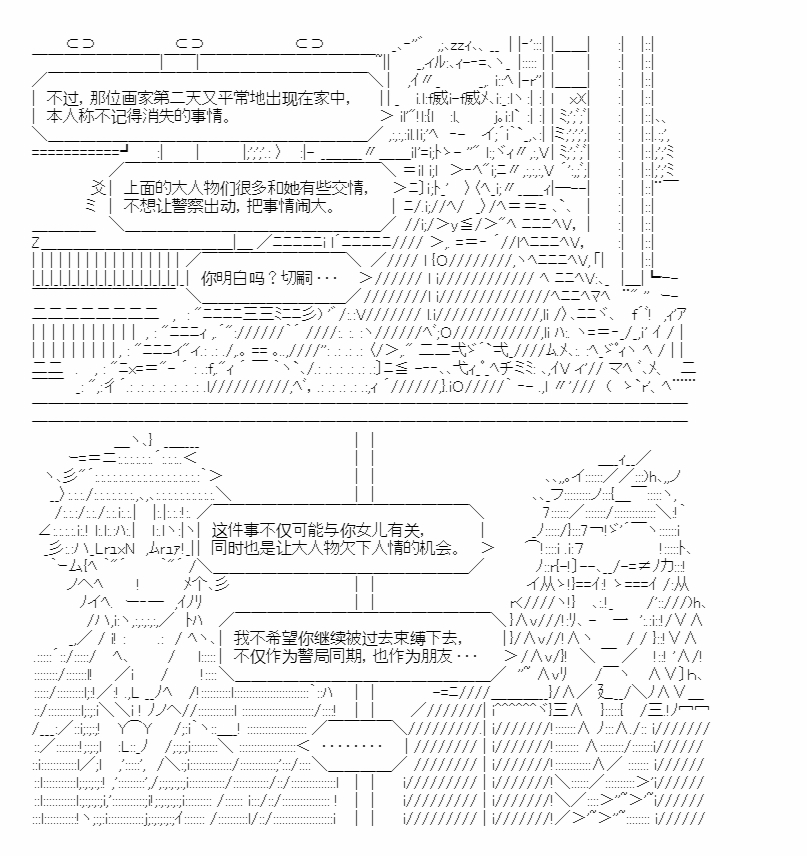 不过，那位画家第二天又平常地出现在家中，
本人称不记得消失的事情。
上面的大人物们很多和她有些交情，
不想让警察出动，把事情闹大。
你明白吗？切嗣···
这件事不仅可能与你女儿有关，
同时也是让大人物欠下人情的机会。
我不希望你继续被过去束缚下去，
不仅作为警局同期，也作为朋友···
········